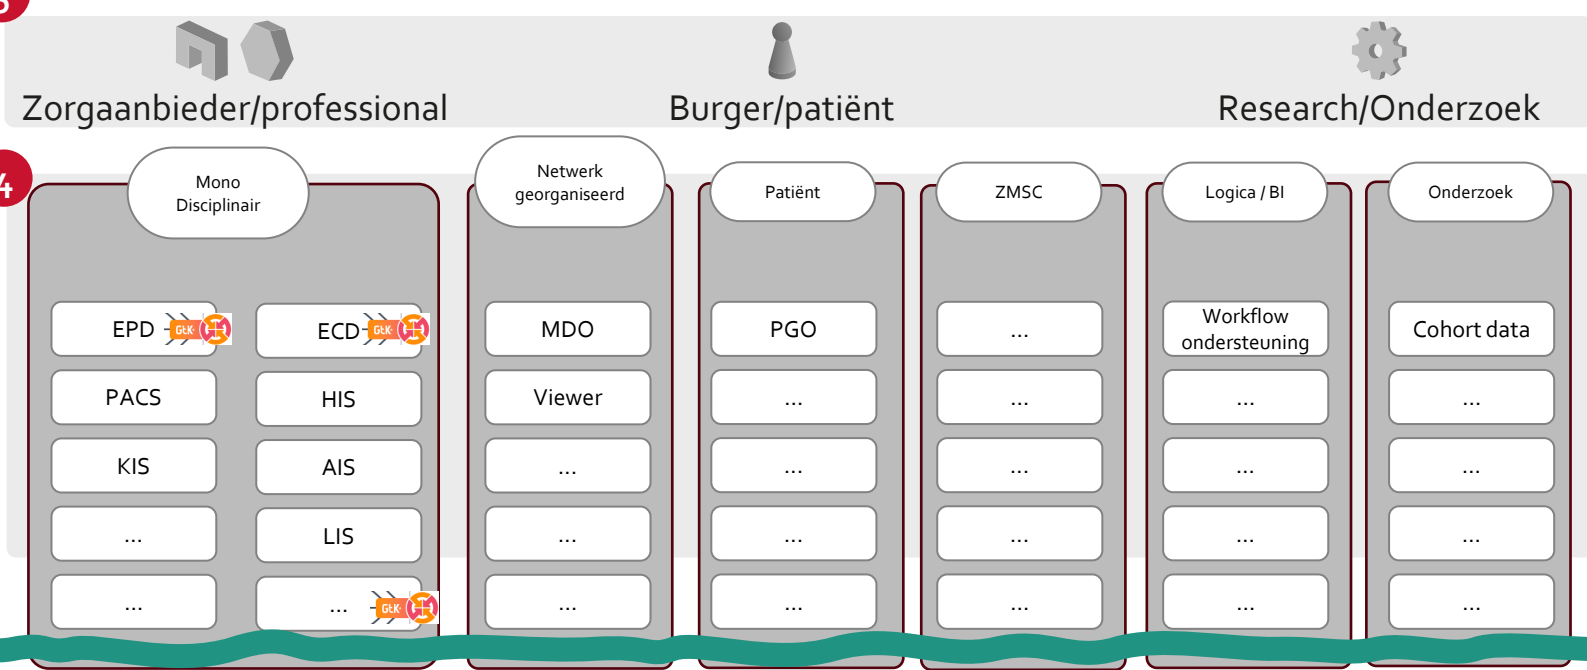 Zorgaanbieder/professional
Burger/patiënt
Research/Onderzoek
4
Mono
Disciplinair
Netwerk
georganiseerd
Patiënt
ZMSC
Logica / BI
Onderzoek
EPD
GtK
ECD
GtK
MDO
PGO
...
Workflow
ondersteuning
Cohort data
PACS
HIS
Viewer
...
...
...
...
KIS
AIS
...
...
...
...
...
...
LIS
...
...
...
...
...
...
...
GtK
...
...
...
...
...